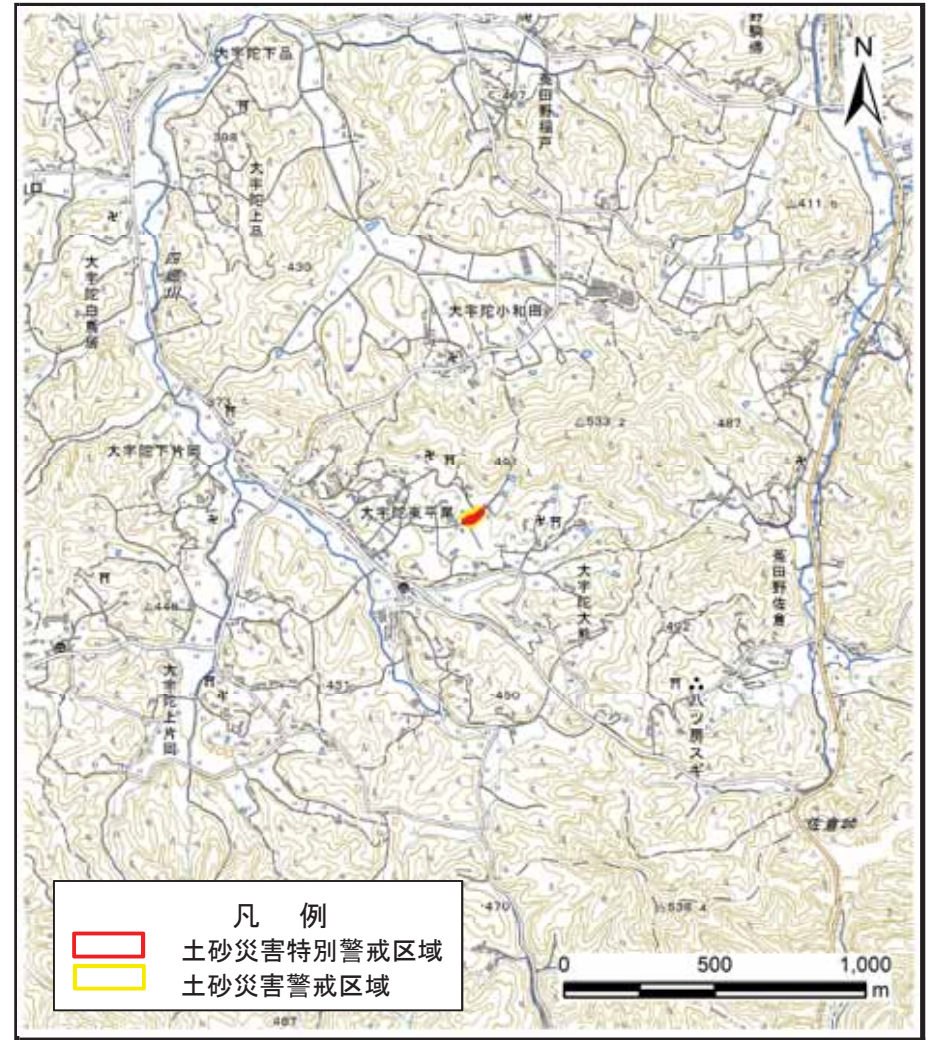 N
大宇陀下品
467
菟田野稲戸
398
大宇陀上品
411 6
大宇陀白鳥居
四郷川
430
大宇陀小和田
533 2
487
大宇陀下片岡
497
大宇陀東平尾
菟田野佐倉
大宇陀大熊
492
大宇陀上片岡
451
450
八ツ房スギ
佐倉峠
470
538 4
凡 例
土砂災害特別警戒区域
土砂災害警戒区域
0 500 1,000
m
487